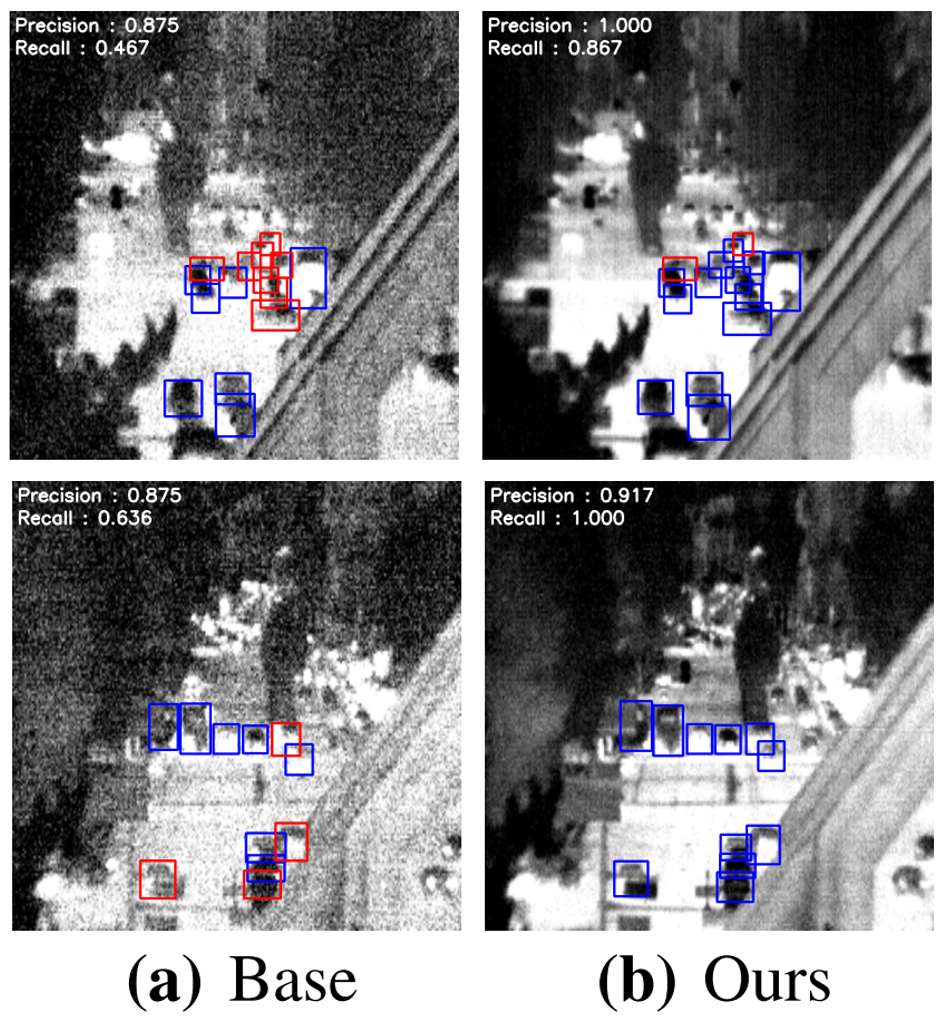 Precision : 0.875
Recall : 0.467
Precision : 1.000
Recall : 0.867
Precision : 0.875
Recall : 0.636
Precision : 0.917
Recall : 1.000
(a) Base
(b) Ours